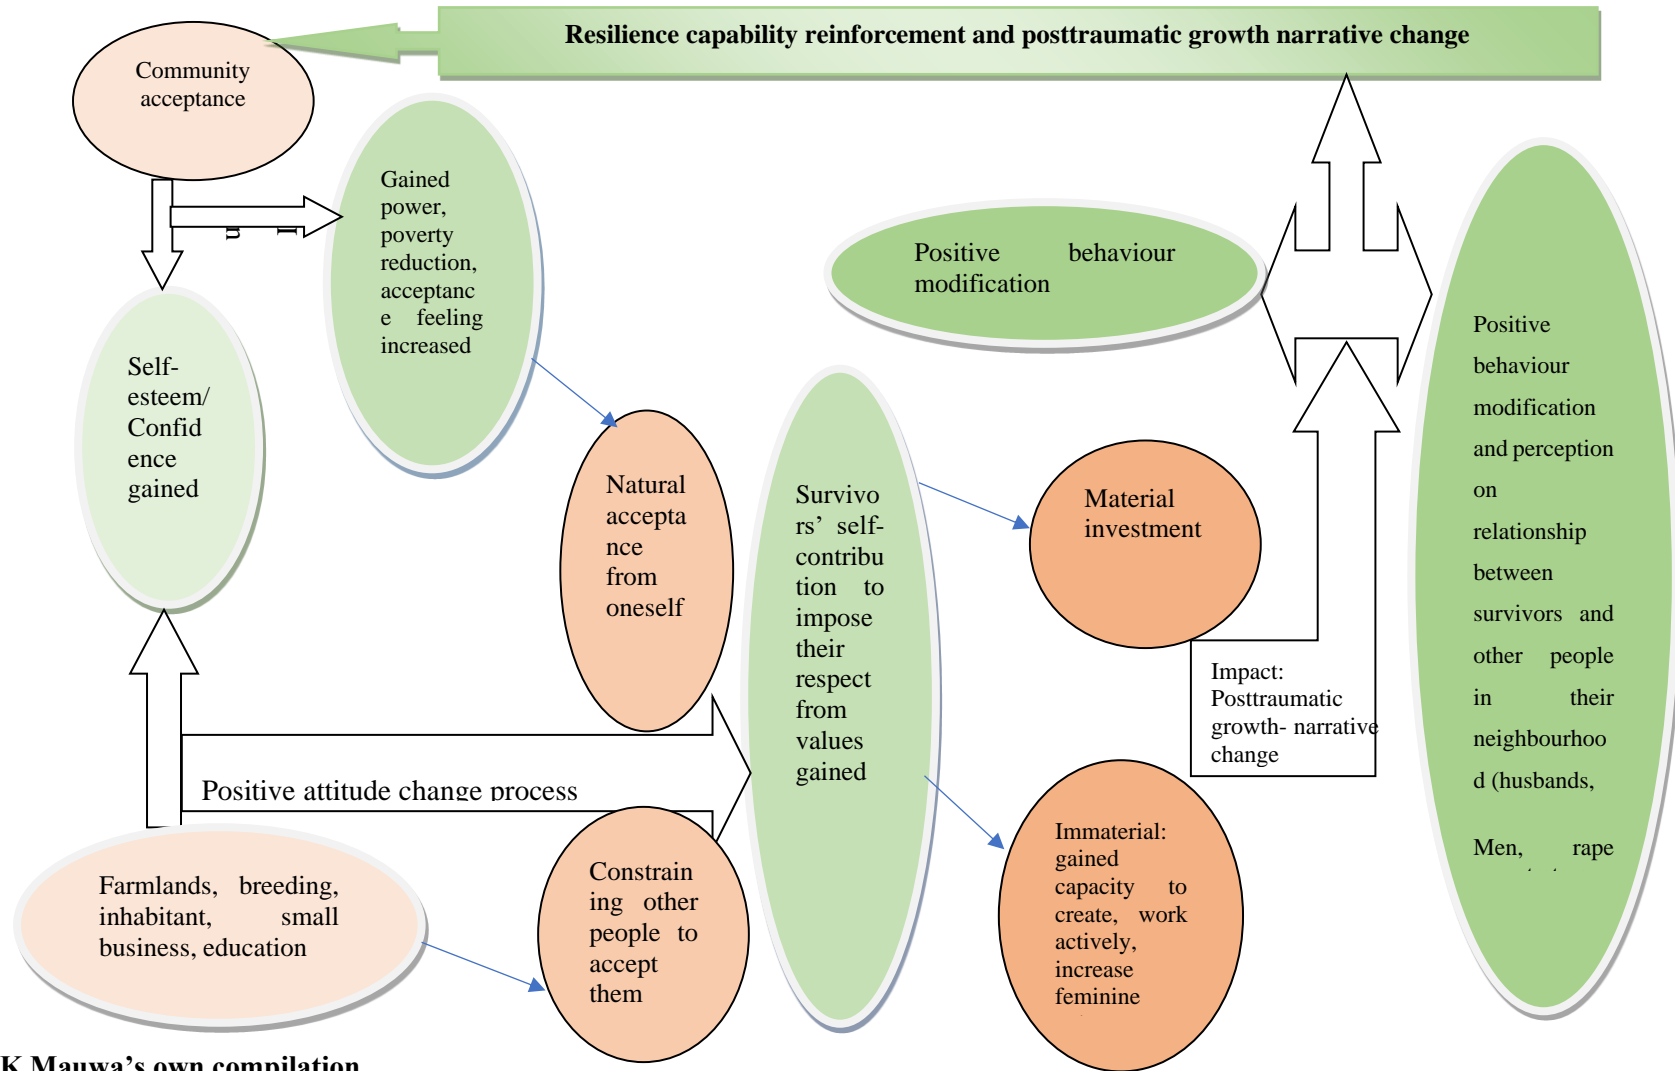 Resilience capability reinforcement and posttraumatic growth narrative change
Community
acceptance
Gained
power,
poverty
reduction,
acceptanc
e feeling
increased
Positive behaviour
modification
Self-
esteem/
Confid
ence
gained
Natural
accepta
nce
from
oneself
Survivo
rs’ self-
contribu
tion to
impose
their
respect
from
values
gained
Material
investment
Positive
behaviour
modification
and perception
on
relationship
between
survivors and
other people
in their
neighbourhoo
d (husbands,
Men, rape
Impact:
Posttraumatic
growth- narrative
change
Positive attitude change process
Farmlands, breeding,
inhabitant, small
business, education
Constrain
ing other
people to
accept
them
Immaterial:
gained
capacity to
create, work
actively,
increase
feminine
K Mauwa’s own compilation